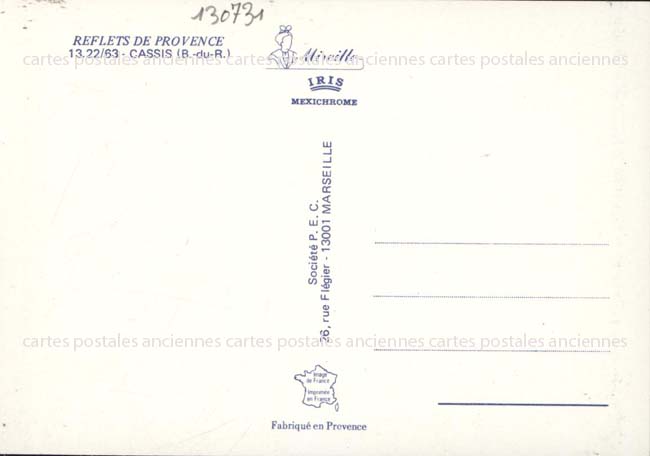 130731
REFLETS DE PROVENCE
13.22/63 - CASSIS (B.-du-R.)
Mireille
cartes postales anciennes cartes postales anciennes cartes postales anciennes
IRIS
MEXICHROME
Société P. E. C.
26, rue Flégier - 13001 MARSEILLE
cartes postales anciennes cartes postales anciennes cartes postales anciennes
Image
de France
Imprimée
en France
Fabriqué en Provence